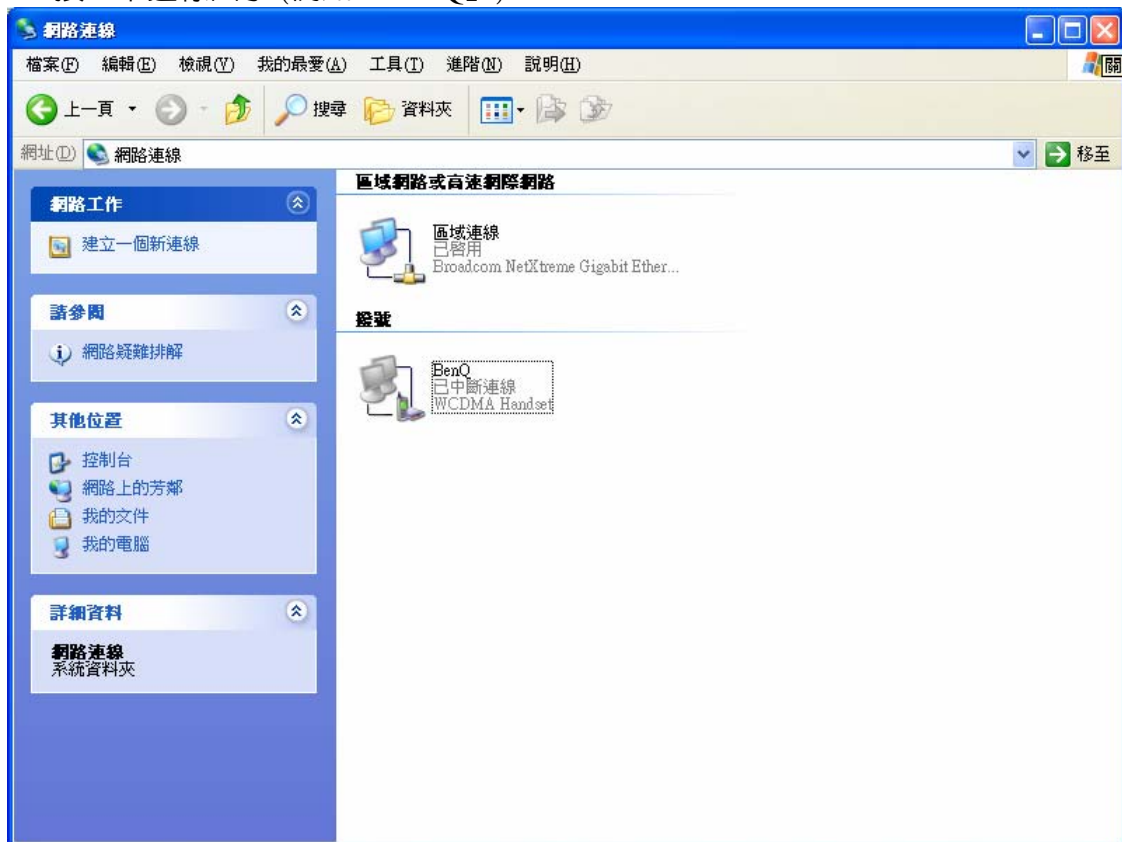 網路連線
檔案(F) 編輯(E) 檢視(V) 我的最愛(A) 工具(T) 進階(N) 說明(H)
上一頁 搜尋 資料夾
網址(D) 網路連線 移至
網路工作
建立一個新連線
請參閱
網路疑難排解
其他位置
控制台
網路上的芳鄰
我的文件
我的電腦
詳細資料
網路連線
系統資料夾
區域網路或高速網際網路
區域連線
已啓用
Broadcom NetXtreme Gigabit Ether...
撥號
BenQ
已中斷連線
WCDMA Handset